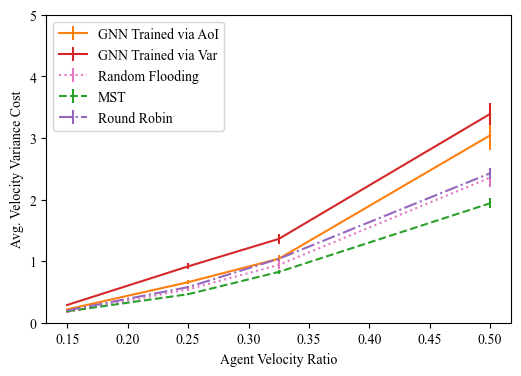 GNN Trained via AoI
GNN Trained via Var
Random Flooding
MST
Round Robin
Avg. Velocity Variance Cost
5
4
3
2
1
0
0.15 0.20 0.25 0.30 0.35 0.40 0.45 0.50
Agent Velocity Ratio